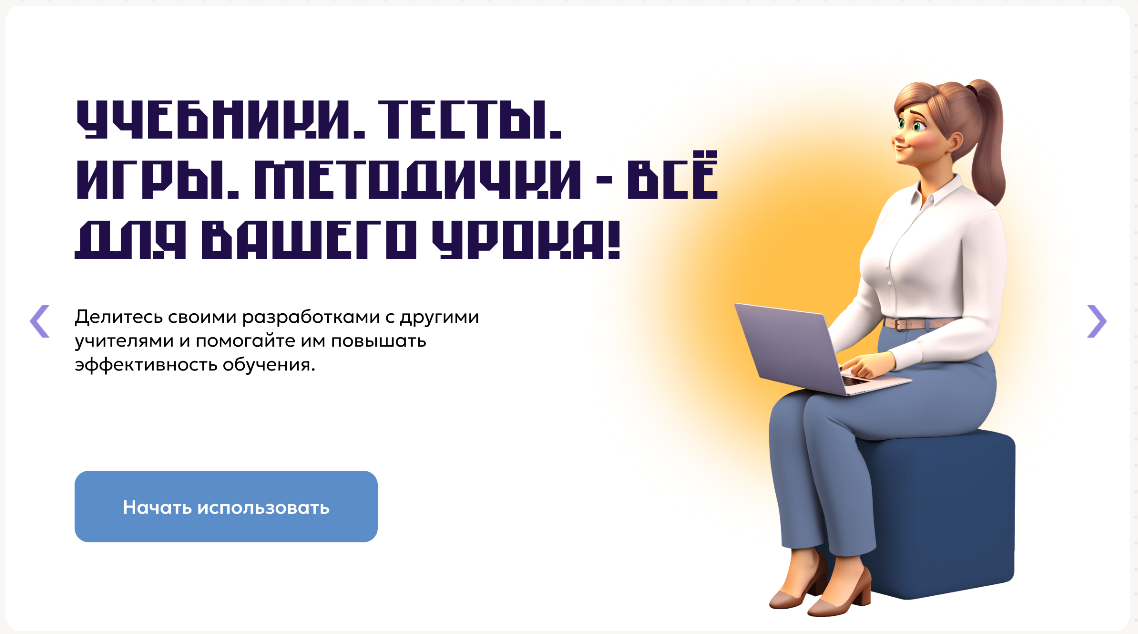 УЧЕБНИКИ. ТЕСТЫ.
ИГРЫ. МЕТОДИЧКИ - ВСЁ
ДЛЯ ВАШЕГО УРОКА!
Делитесь своими разработками с другими
учителями и помогайте им повышать
эффективность обучения.
Начать использовать